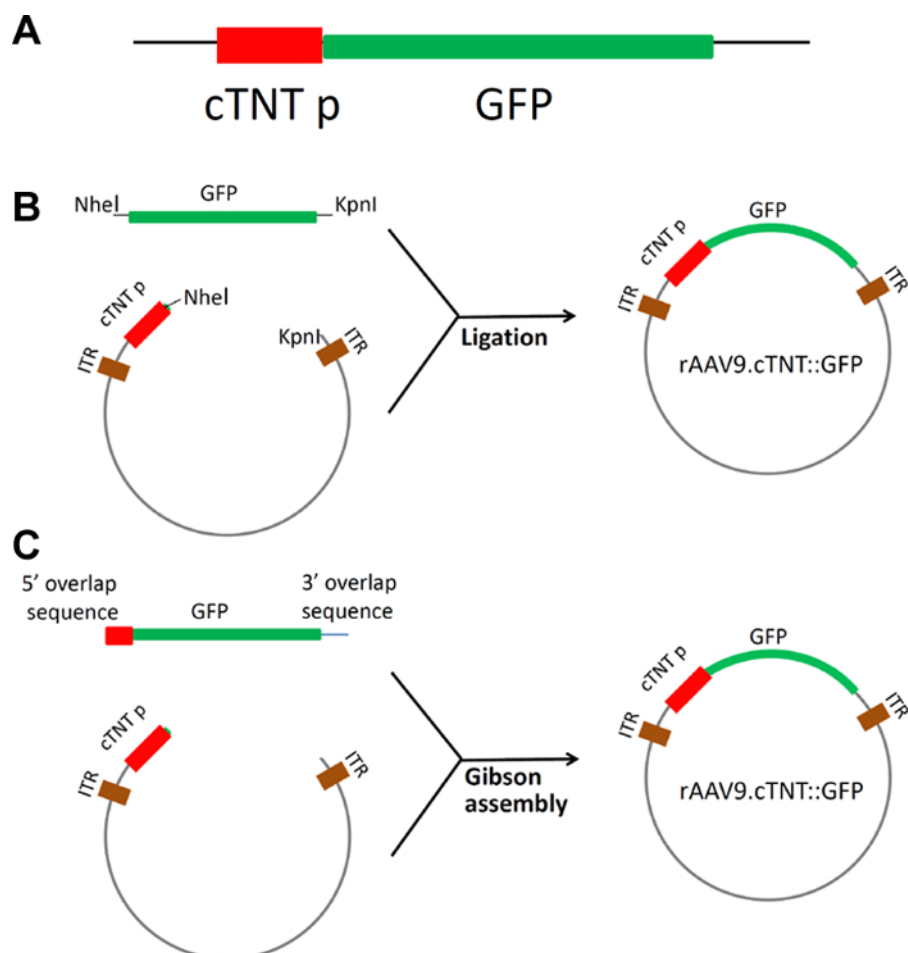 A
cTNT p
GFP
B
NheI
GFP
KpnI
cTNT p
NheI
KpnI
ITR
ITR
Ligation
cTNT p
GFP
ITR
ITR
rAAV9.cTNT::GFP
C
5' overlap
sequence
GFP
3' overlap
sequence
cTNT p
ITR
ITR
Gibson
assembly
cTNT p
GFP
ITR
ITR
rAAV9.cTNT::GFP